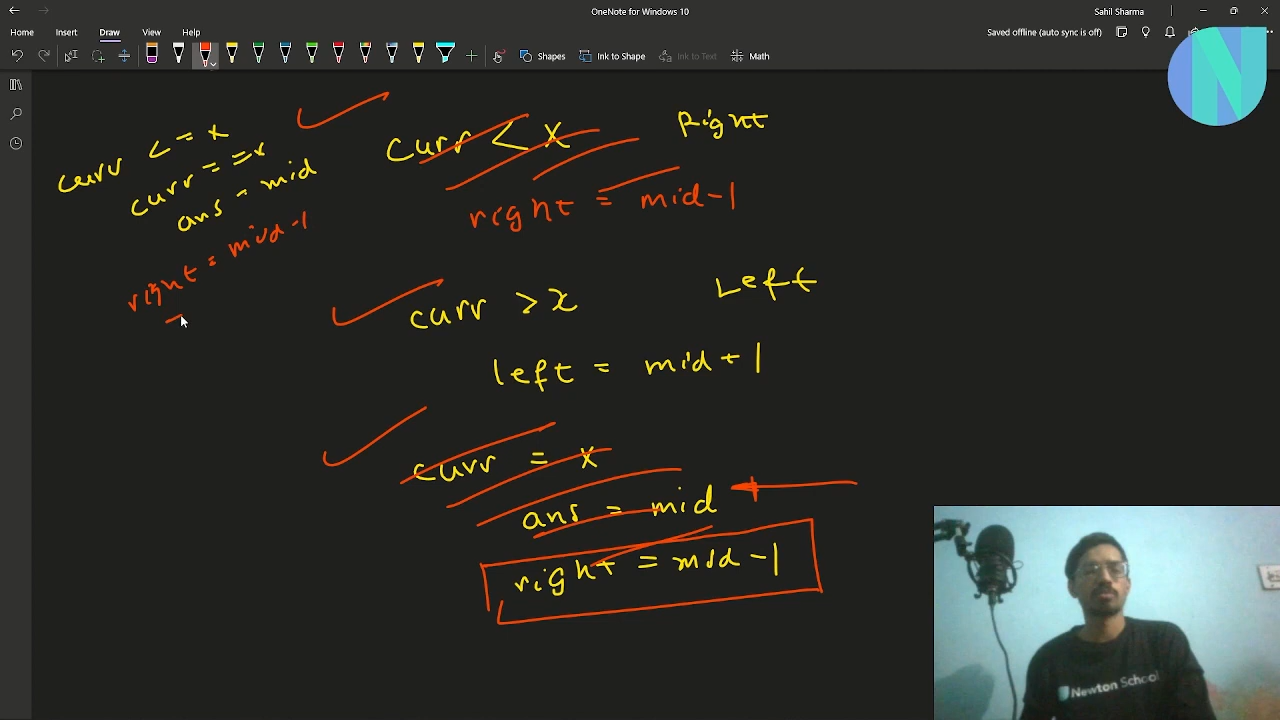 OneNote for Windows 10
Sahil Sharma
Home Insert Draw View Help
Saved offline (auto sync is off)
Shapes Ink to Shape Ink to Text Math
curr <= x
curr == x
ans = mid
right = mid-1
curr < x Right
right = mid-1
curr > x Left
left = mid + 1
curr = x
ans = mid
right = mid-1
N
Newton School